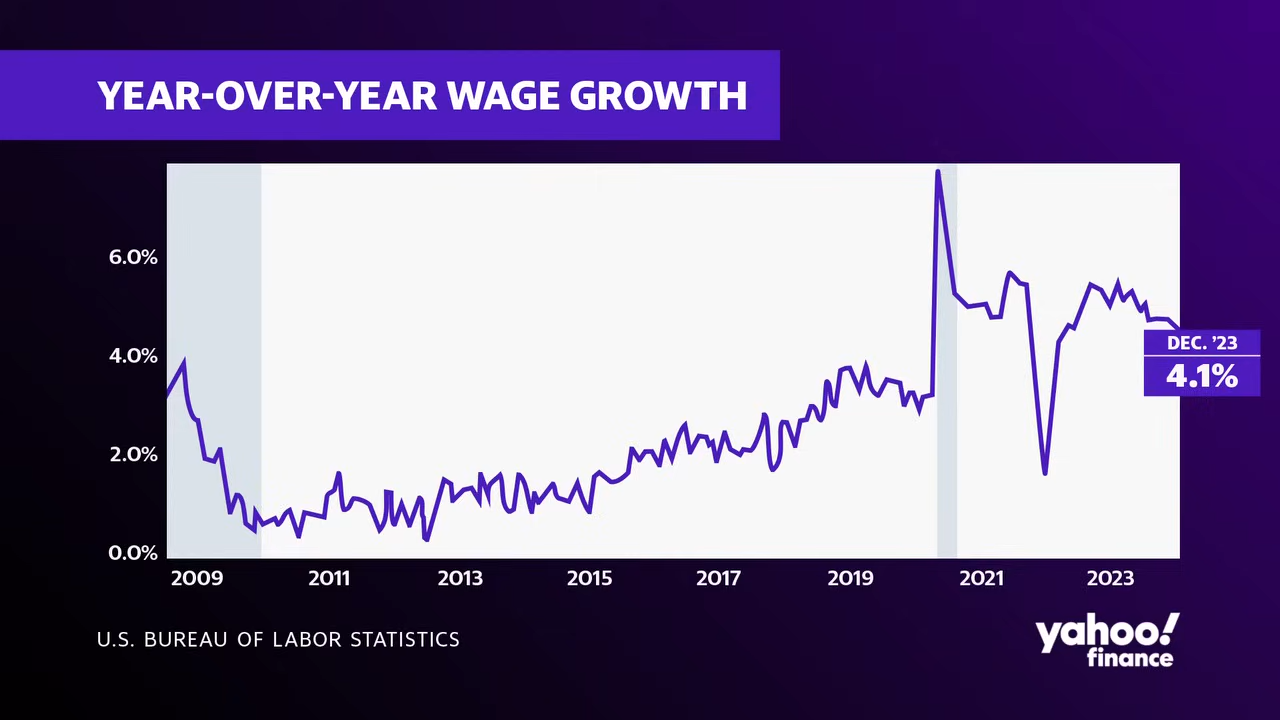 YEAR-OVER-YEAR WAGE GROWTH
6.0%
4.0%
2.0%
0.0%
2009 2011 2013 2015 2017 2019 2021 2023
DEC. ’23
4.1%
U.S. BUREAU OF LABOR STATISTICS
yahoo!
finance